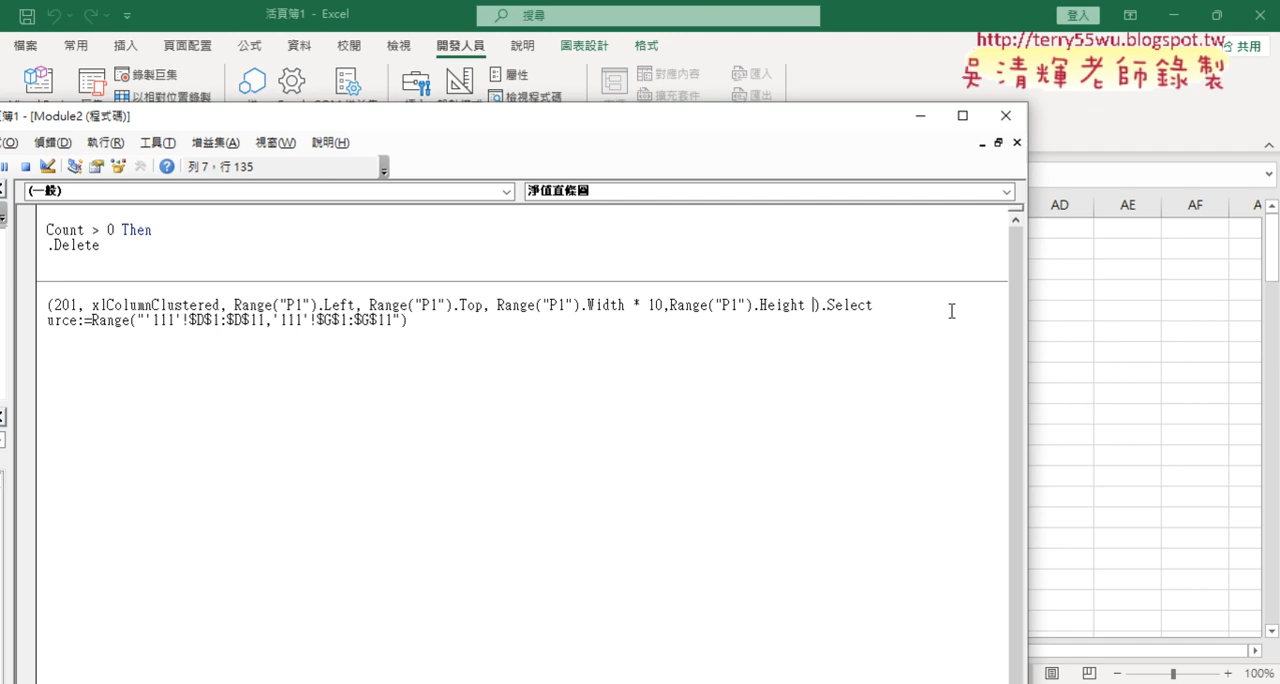 活頁簿1 - Excel
搜尋
登入
檔案 常用 插入 頁面配置 公式 資料 校閱 檢視 開發人員 說明 圖表設計 格式
http://terry55wu.blogspot.tw
共用
吳清輝老師錄製
錄製巨集
以相對位置錄製
屬性
檢視程式碼
對應內容
擴充套件
匯入
匯出
頁簿1 - [Module2 (程式碼)]
(O) 偵錯(D) 執行(R) 工具(T) 增益集(A) 視窗(W) 說明(H)
列 7，行 135
(一般)
淨值直條圖
AD AE AF A
Count > 0 Then
.Delete
(201, xlColumnClustered, Range("P1").Left, Range("P1").Top, Range("P1").Width * 10,Range("P1").Height ).Select
urce:=Range("'111'!$D$1:$D$11,'111'!$G$1:$G$11")
100%